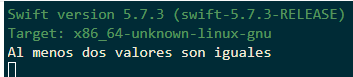 Swift version 5.7.3 (swift-5.7.3-RELEASE)
Target: x86_64-unknown-linux-gnu
Al menos dos valores son iguales